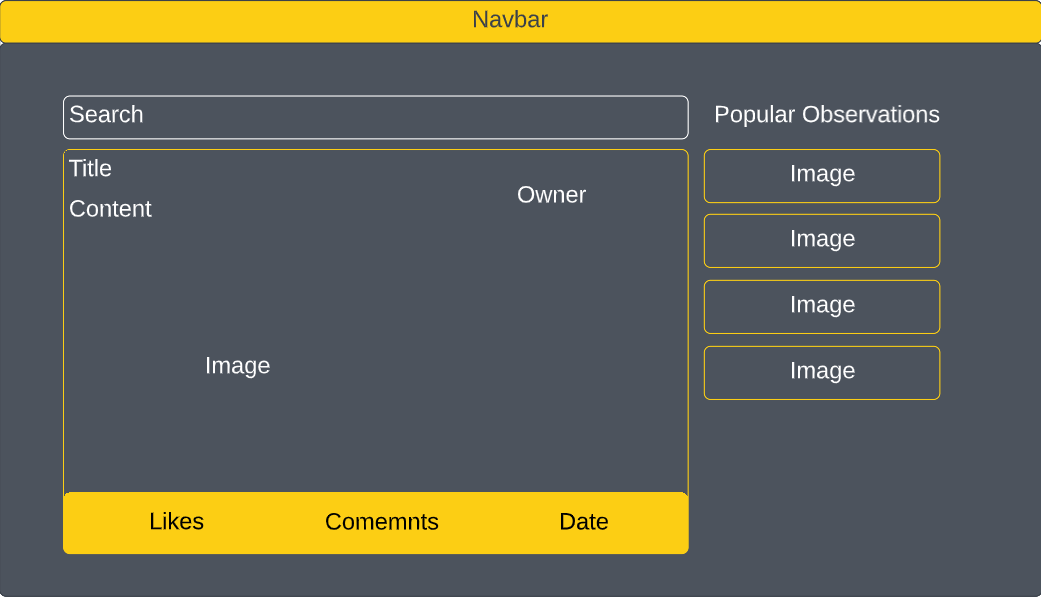 Navbar
Search
Popular Observations
Title
Owner
Content
Image
Likes
Comemnts
Date
Image
Image
Image
Image